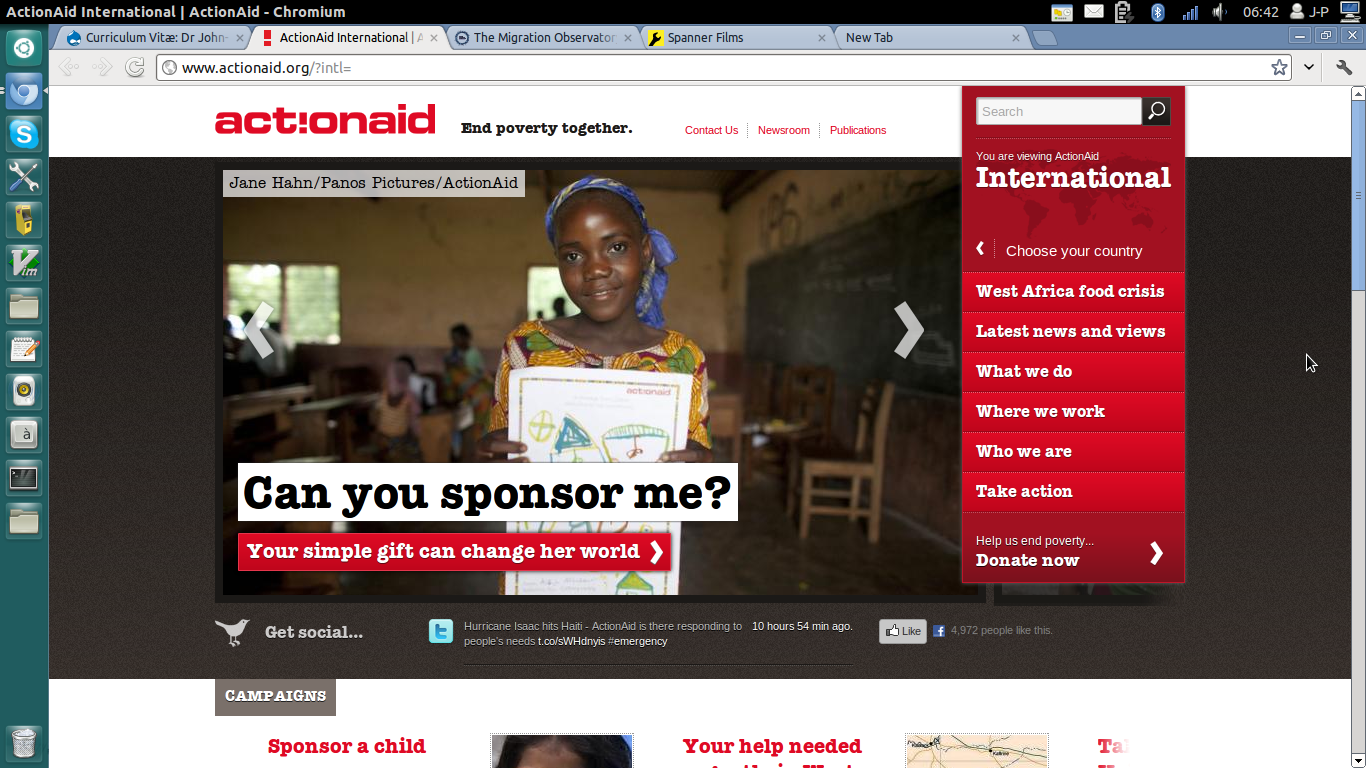 ActionAid International | ActionAid - Chromium
06:42
J-P
Curriculum Vitæ: Dr John-
ActionAid International | A
The Migration Observator
Spanner Films
New Tab
www.actionaid.org/?intl=
act!onaid
End poverty together.
Contact Us
Newsroom
Publications
Search
You are viewing ActionAid
International
Choose your country
West Africa food crisis
Latest news and views
What we do
Where we work
Who we are
Take action
Help us end poverty...
Donate now
Jane Hahn/Panos Pictures/ActionAid
act!onaid
Can you sponsor me?
Your simple gift can change her world
Get social...
Hurricane Isaac hits Haiti - ActionAid is there responding to
people's needs t.co/sWHdnyis #emergency
10 hours 54 min ago.
Like
4,972 people like this.
CAMPAIGNS
Sponsor a child
Your help needed